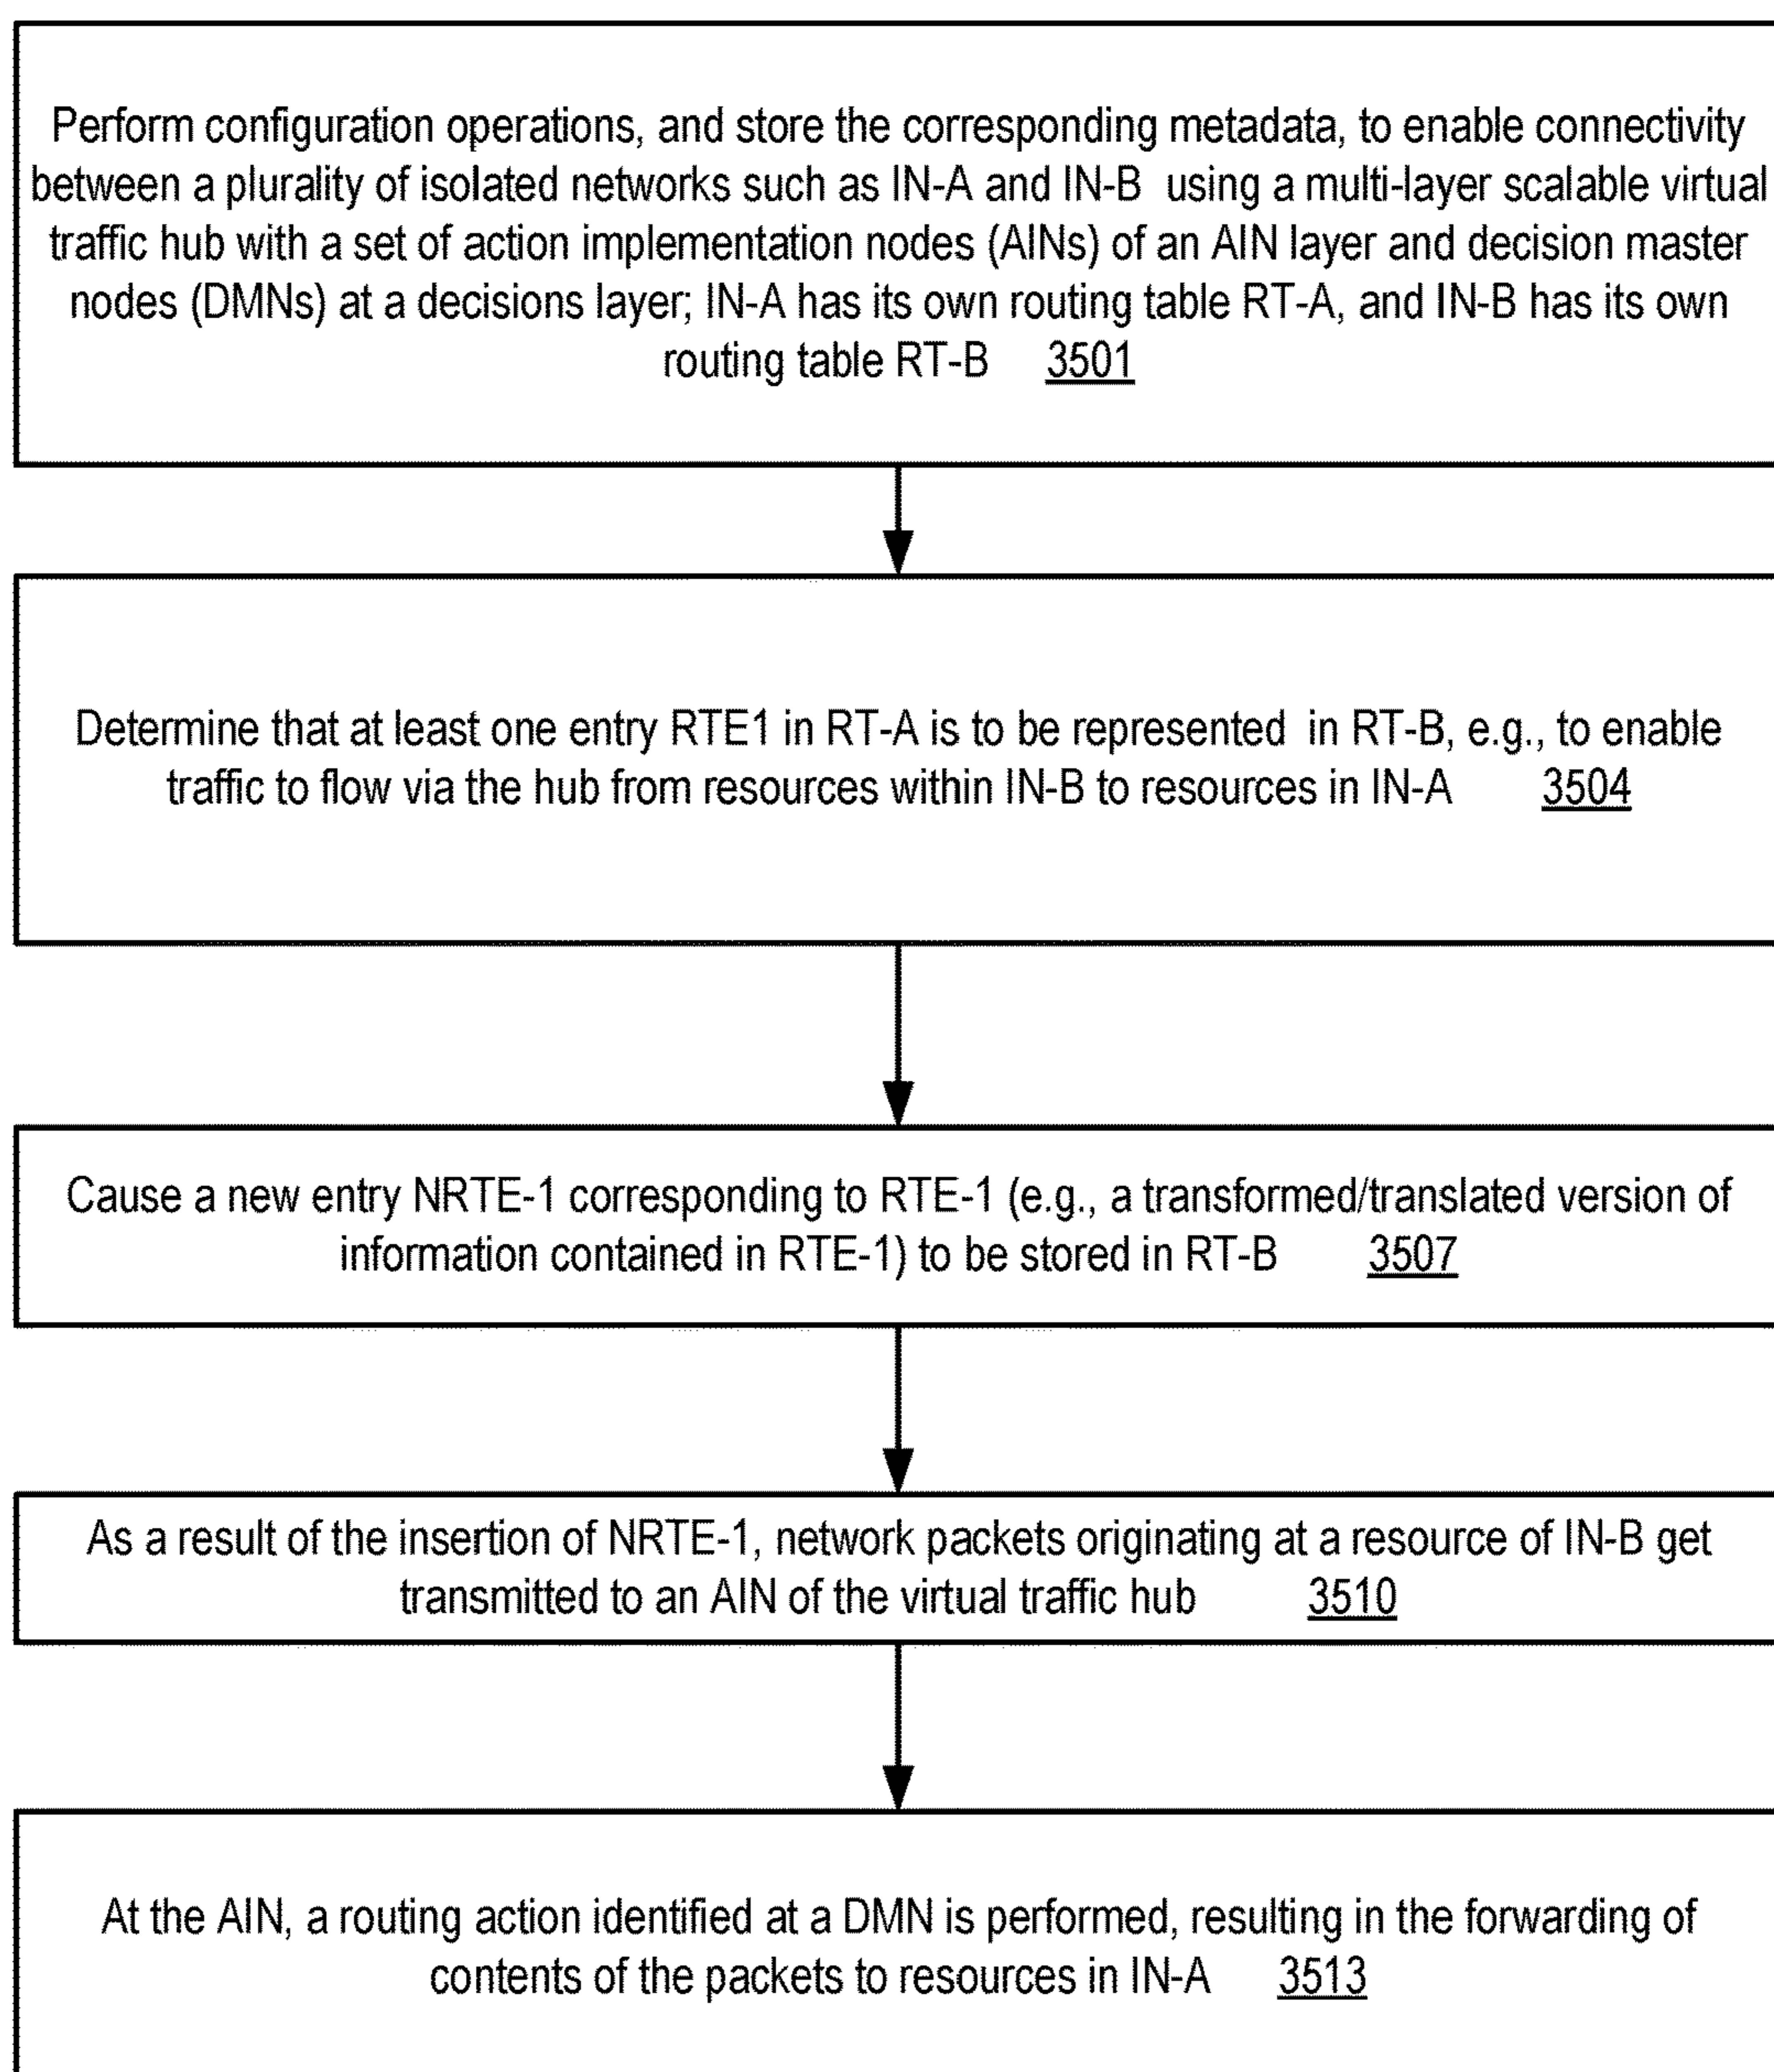 Perform configuration operations, and store the corresponding metadata, to enable connectivity
between a plurality of isolated networks such as IN-A and IN-B using a multi-layer scalable virtual
traffic hub with a set of action implementation nodes (AINs) of an AIN layer and decision master
nodes (DMNs) at a decisions layer; IN-A has its own routing table RT-A, and IN-B has its own
routing table RT-B 3501
Determine that at least one entry RTE1 in RT-A is to be represented in RT-B, e.g., to enable
traffic to flow via the hub from resources within IN-B to resources in IN-A 3504
Cause a new entry NRTE-1 corresponding to RTE-1 (e.g., a transformed/translated version of
information contained in RTE-1) to be stored in RT-B 3507
As a result of the insertion of NRTE-1, network packets originating at a resource of IN-B get
transmitted to an AIN of the virtual traffic hub 3510
At the AIN, a routing action identified at a DMN is performed, resulting in the forwarding of
contents of the packets to resources in IN-A 3513